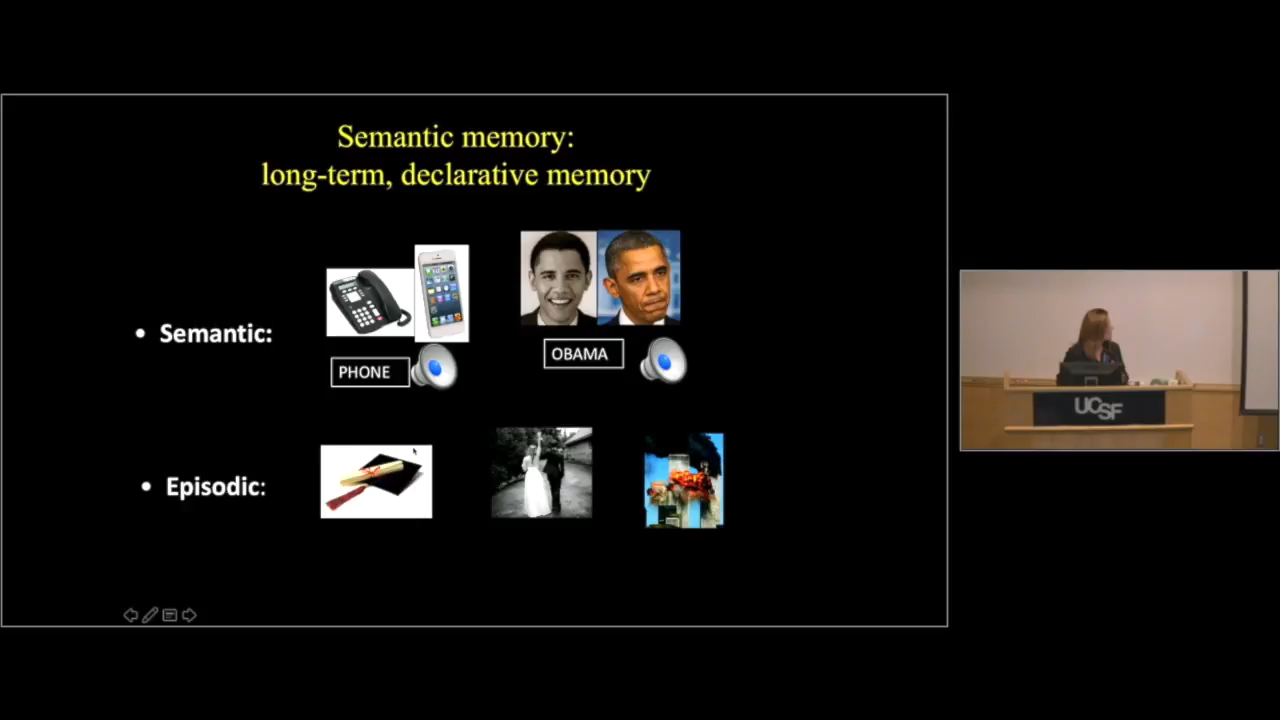 Semantic memory:
long-term, declarative memory
• Semantic:
PHONE
OBAMA
• Episodic:
UCSF